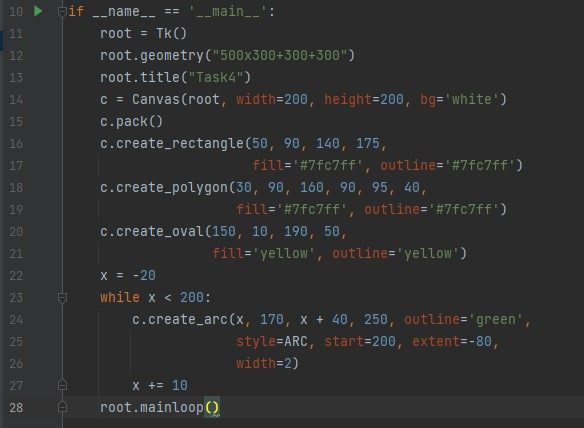 10 if __name__ == '__main__':
11 root = Tk()
12 root.geometry("500x300+300+300")
13 root.title("Task4")
14 c = Canvas(root, width=200, height=200, bg='white')
15 c.pack()
16 c.create_rectangle(50, 90, 140, 175,
17 fill='#7fc7ff', outline='#7fc7ff')
18 c.create_polygon(30, 90, 160, 90, 95, 40,
19 fill='#7fc7ff', outline='#7fc7ff')
20 c.create_oval(150, 10, 190, 50,
21 fill='yellow', outline='yellow')
22 x = -20
23 while x < 200:
24 c.create_arc(x, 170, x + 40, 250, outline='green',
25 style=ARC, start=200, extent=-80,
26 width=2)
27 x += 10
28 root.mainloop()